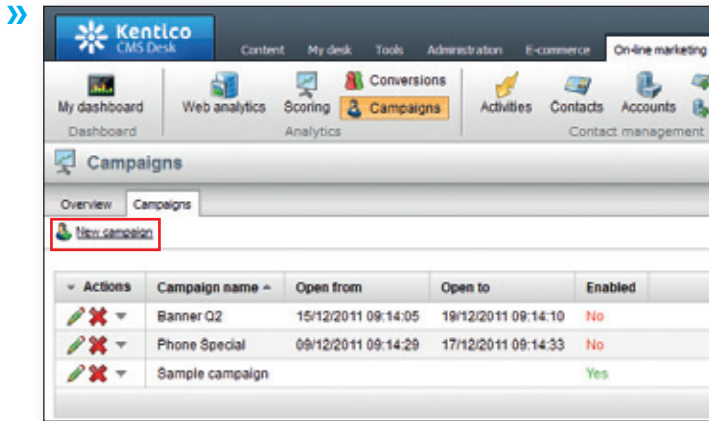 »
Kentico
CMS Desk
Content My desk Tools Administration E-commerce On-line marketing
Conversions
My dashboard Web analytics Scoring Campaigns Activities Contacts Accounts
Dashboard Analytics Contact management
Campaigns
Overview Campaigns
New campaign
Actions Campaign name Open from Open to Enabled
Banner Q2 15/12/2011 09:14:05 19/12/2011 09:14:10 No
Phone Special 09/12/2011 09:14:29 17/12/2011 09:14:33 No
Sample campaign Yes